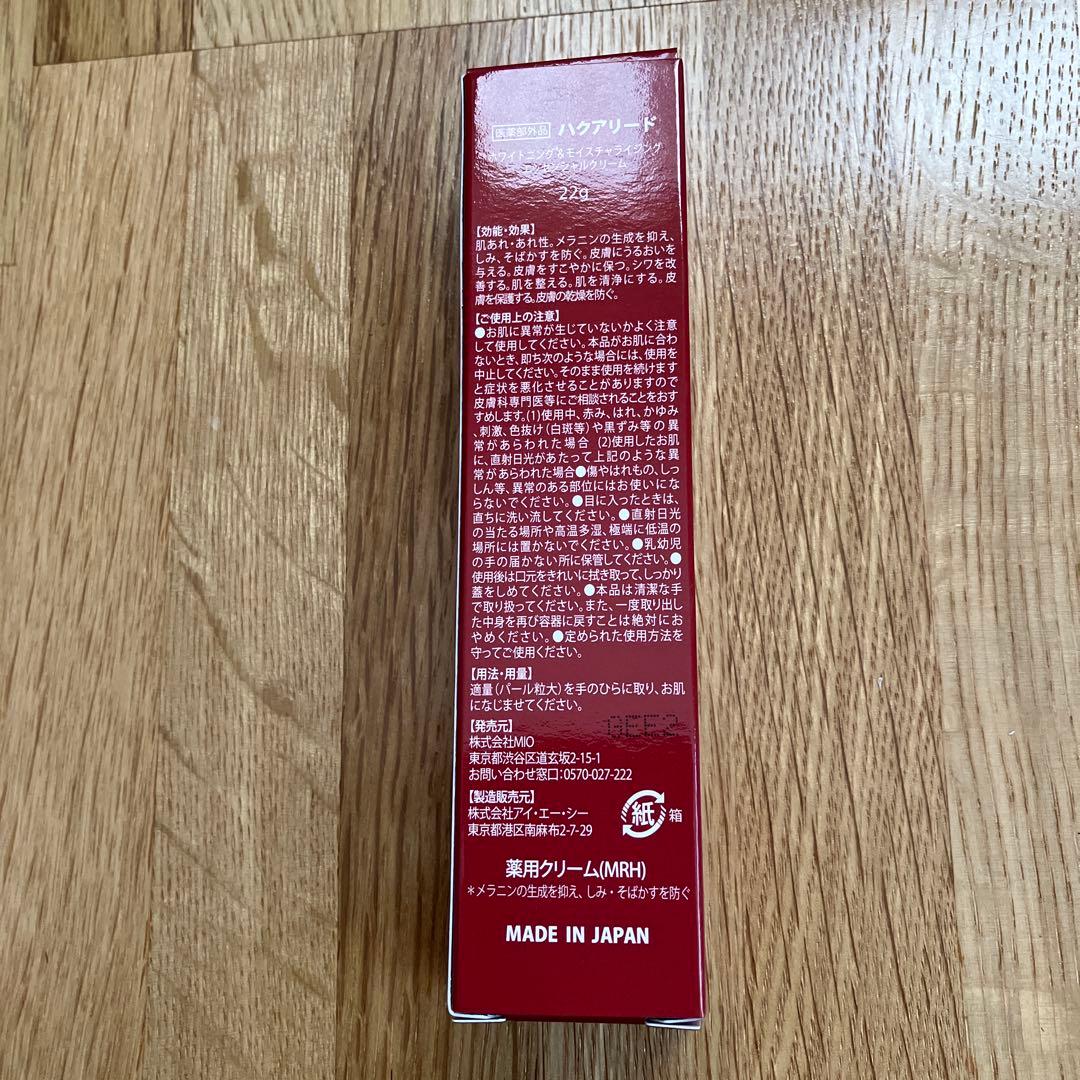 医薬部外品 ハクアリード
ホワイトニング&モイスチャライジング
センシャルクリーム
22g
【効能・効果】
肌あれ・あれ性。メラニンの生成を抑え、
しみ、そばかすを防ぐ。皮膚にうるおいを
与える。皮膚をすこやかに保つ。シワを改
善する。肌を整える。肌を清浄にする。皮
膚を保護する。皮膚の乾燥を防ぐ。
【ご使用上の注意】
●お肌に異常が生じていないかよく注意
して使用してください。本品がお肌に合わ
ないとき、即ち次のような場合には、使用を
中止してください。そのまま使用を続けます
と症状を悪化させることがありますので
皮膚科専門医等にご相談されることをおす
すめします。(1)使用中、赤み、はれ、かゆみ
、刺激、色抜け(白斑等)や黒ずみ等の異
常があらわれた場合 (2)使用したお肌
に、直射日光があたって上記のような異
常があらわれた場合●傷やはれもの、しっ
しん等、異常のある部位にはお使いにな
らないでください。●目に入ったときは、
直ちに洗い流してください。●直射日光
の当たる場所や高温多湿、極端に低温の
場所には置かないでください。●乳幼児
の手の届かない所に保管してください。●
使用後は口元をきれいに拭き取って、しっかり
蓋をしめてください。●本品は清潔な手
で取り扱ってください。また、一度取り出し
た中身を再び容器に戻すことは絶対にお
やめください。●定められた使用方法を
守ってご使用ください。
【用法・用量】
適量(パール粒大)を手のひらに取り、お肌
になじませてください。
【発売元】
株式会社MIO
東京都渋谷区道玄坂2-15-1
お問い合わせ窓口:0570-027-222
【製造販売元】
株式会社アイ・エー・シー
東京都港区南麻布2-7-29
紙 箱
薬用クリーム(MRH)
*メラニンの生成を抑え、しみ・そばかすを防ぐ
MADE IN JAPAN